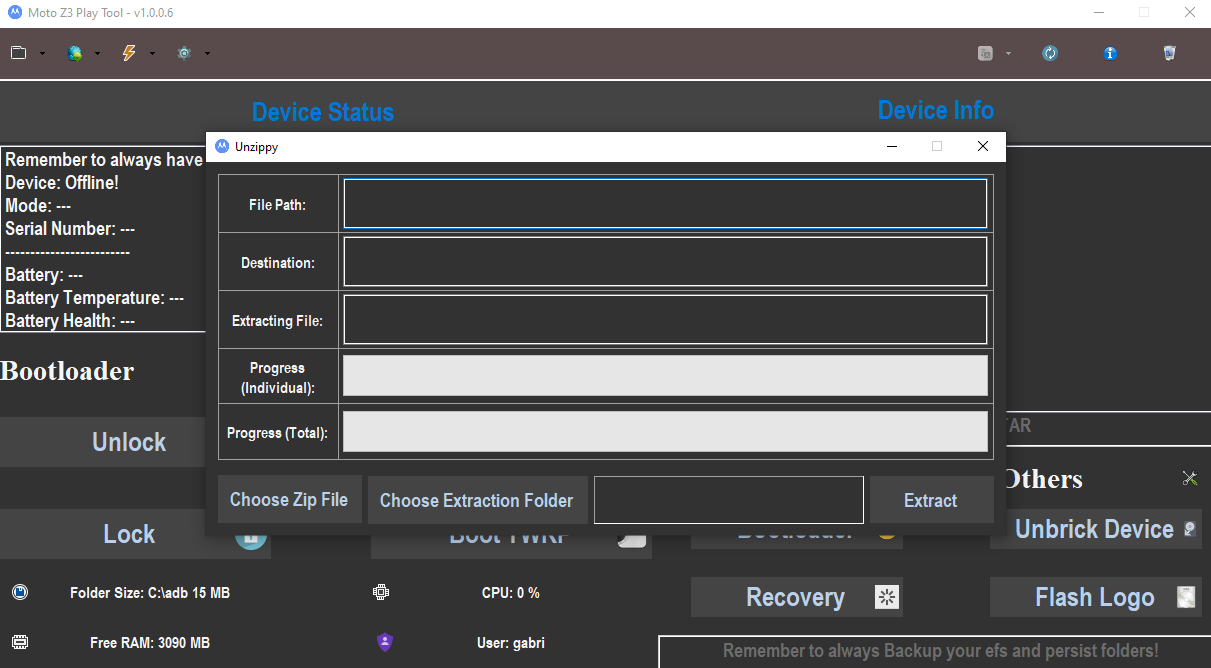 Moto Z3 Play Tool - v1.0.0.6
Device Status
Device Info
Remember to always have
Device: Offline!
Mode: ---
Serial Number: ---
-------------------------
Battery: ---
Battery Temperature: ---
Battery Health: ---
Unzippy
File Path:
Destination:
Extracting File:
Progress
(Individual):
Progress (Total):
Choose Zip File
Choose Extraction Folder
Extract
Bootloader
Unlock
Lock
Boot TWRP
Bootloader
TAR
Others
Unbrick Device
Recovery
Flash Logo
Folder Size: C:\adb 15 MB
CPU: 0 %
Free RAM: 3090 MB
User: gabri
Remember to always Backup your efs and persist folders!